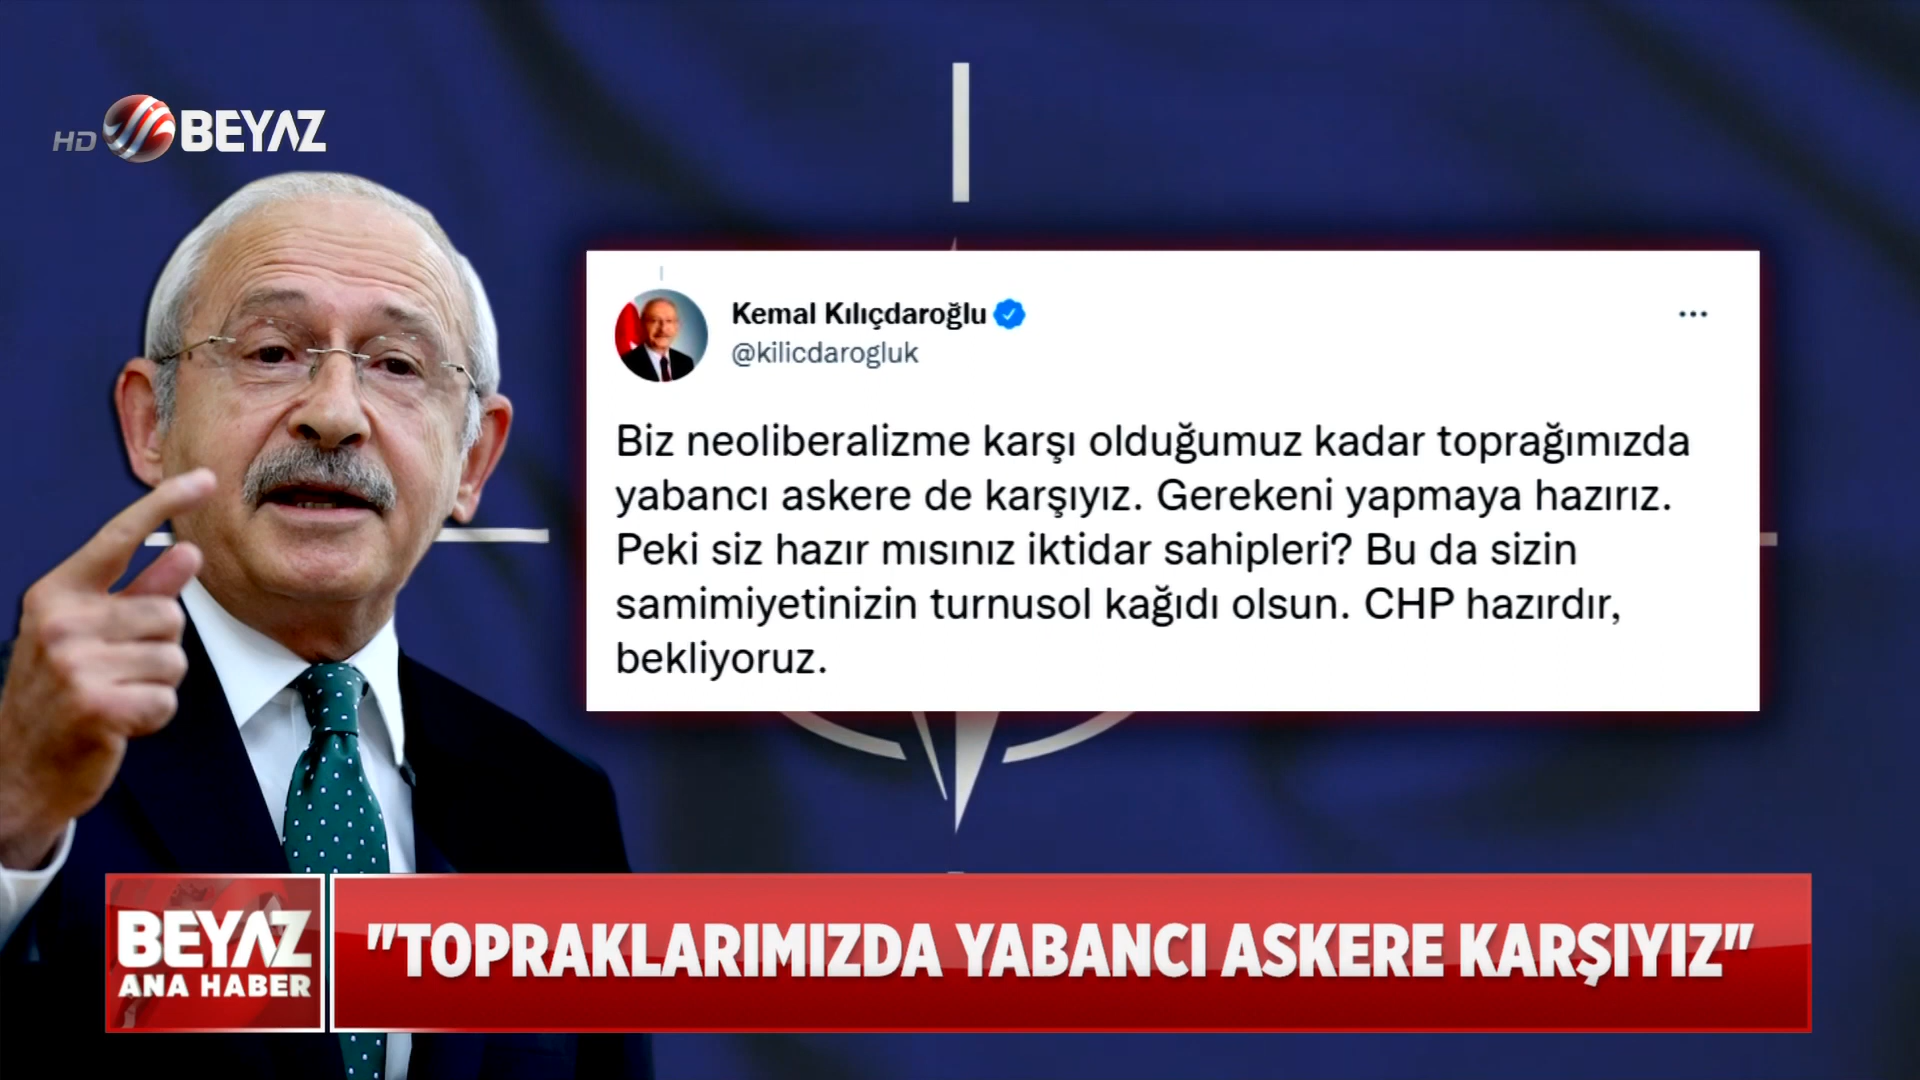 HD BEYAZ
Kemal Kılıçdaroğlu
@kilicdarogluk
Biz neoliberalizme karşı olduğumuz kadar toprağımızda
yabancı askere de karşıyız. Gerekeni yapmaya hazırız.
Peki siz hazır mısınız iktidar sahipleri? Bu da sizin
samimiyetinizin turnusol kağıdı olsun. CHP hazırdır,
bekliyoruz.
BEYAZ
ANA HABER
"TOPRAKLARIMIZDA YABANCI ASKERE KARŞIYIZ"